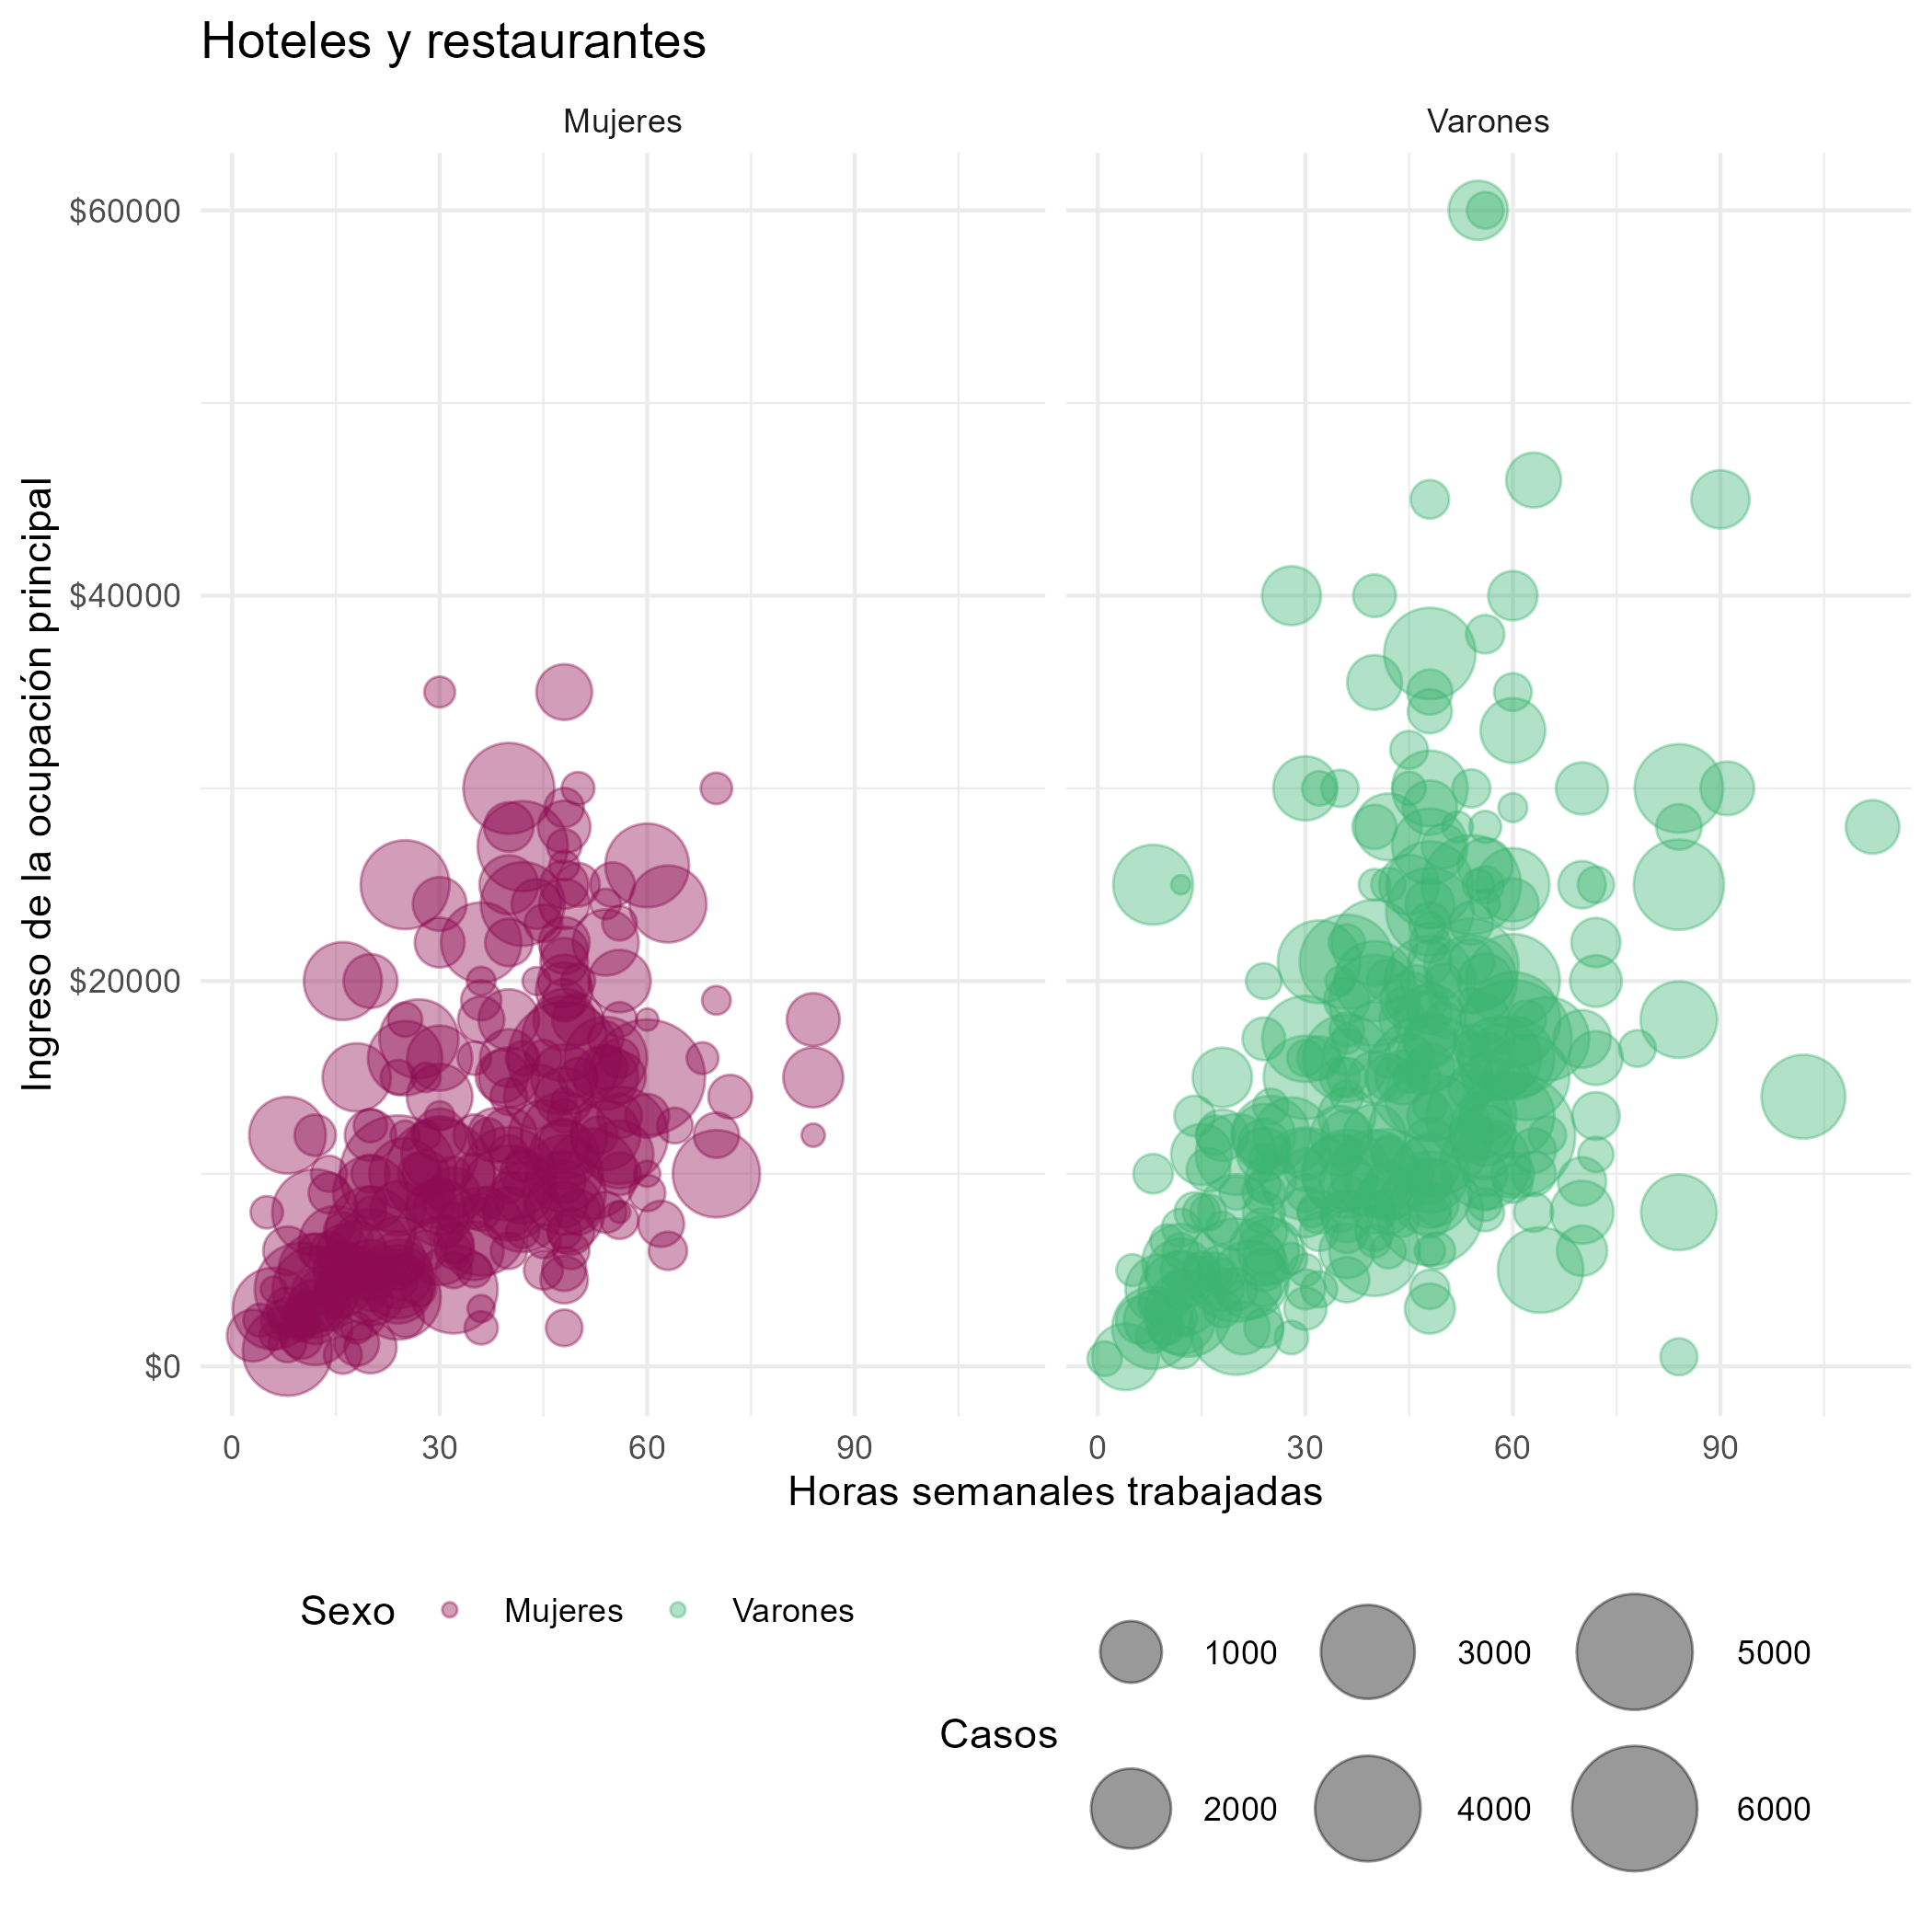 Hoteles y restaurantes
Mujeres
Varones
Ingreso de la ocupación principal
$60000
$40000
$20000
$0
0 30 60 90
0 30 60 90
Horas semanales trabajadas
Sexo Mujeres Varones
Casos
1000 3000 5000
2000 4000 6000